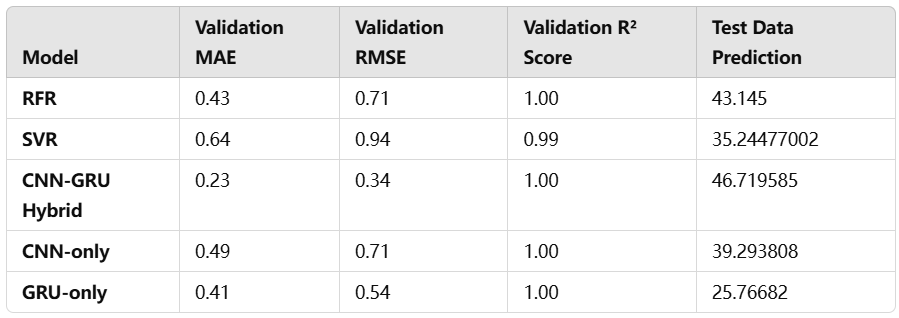 Model Validation MAE Validation RMSE Validation R² Score Test Data Prediction
RFR 0.43 0.71 1.00 43.145
SVR 0.64 0.94 0.99 35.24477002
CNN-GRU Hybrid 0.23 0.34 1.00 46.719585
CNN-only 0.49 0.71 1.00 39.293808
GRU-only 0.41 0.54 1.00 25.76682